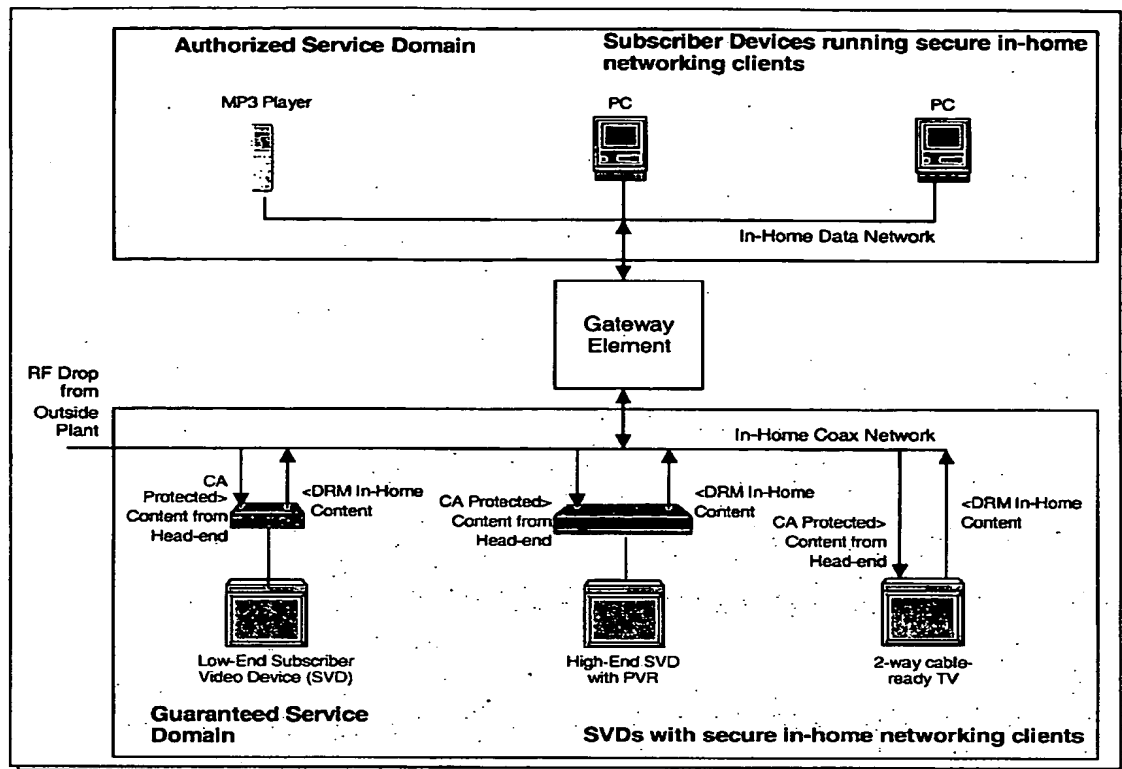 Authorized Service Domain
Subscriber Devices running secure in-home
networking clients
MP3 Player
PC
PC
In-Home Data Network
Gateway
Element
RF Drop
from
Outside
Plant
In-Home Coax Network
CA
Protected>
Content from
Head-end
<DRM In-Home
Content
CA Protected>
Content from
Head-end
<DRM In-Home
Content
CA Protected>
Content from
Head-end
<DRM In-Home
Content
Low-End Subscriber
Video Device (SVD)
High-End SVD
with PVR
2-way cable-
ready TV
Guaranteed Service
Domain
SVDs with secure in-home networking clients